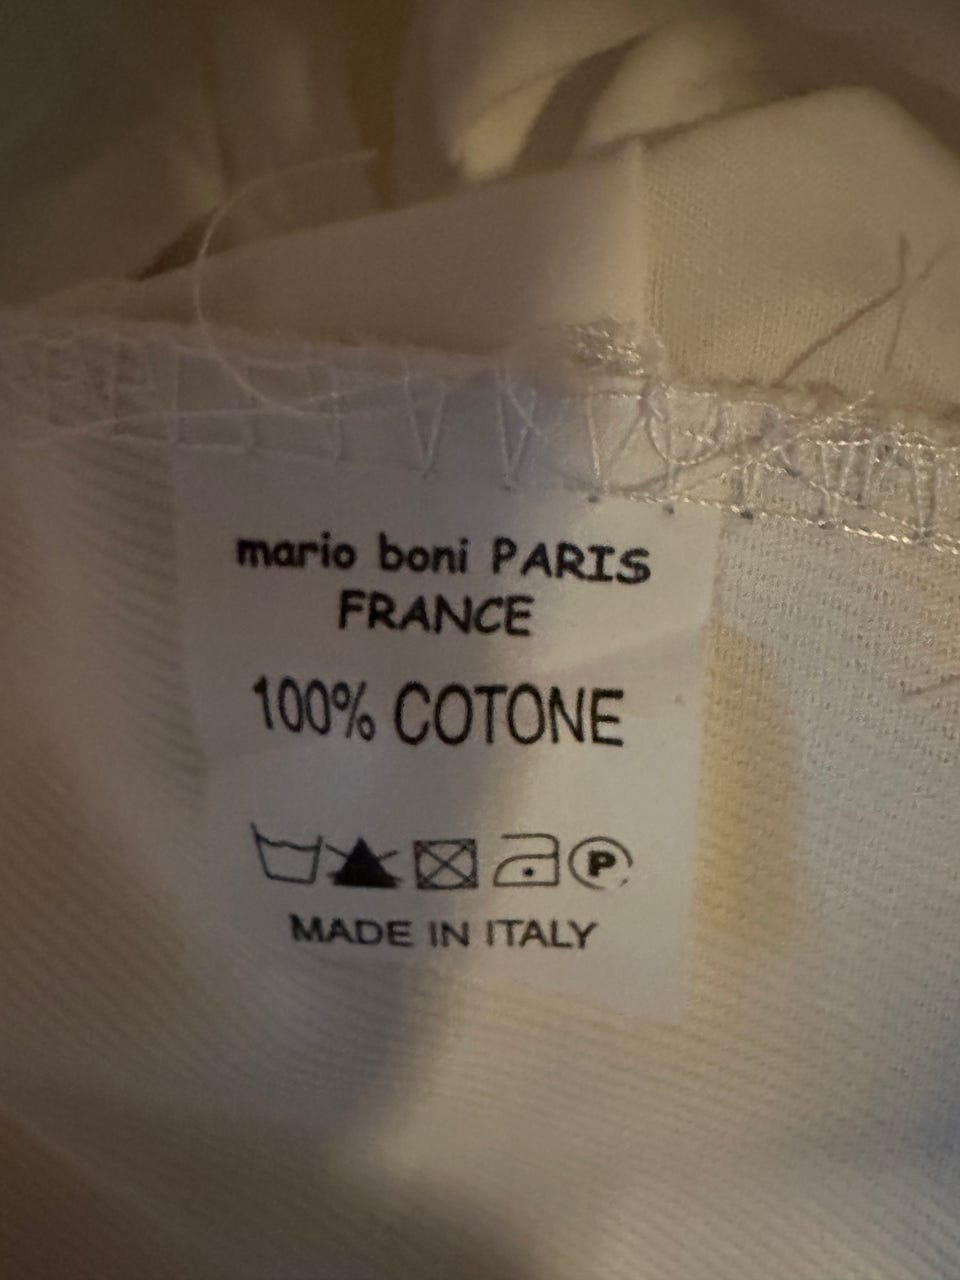 mario boni PARIS
FRANCE
100% COTONE
P
MADE IN ITALY